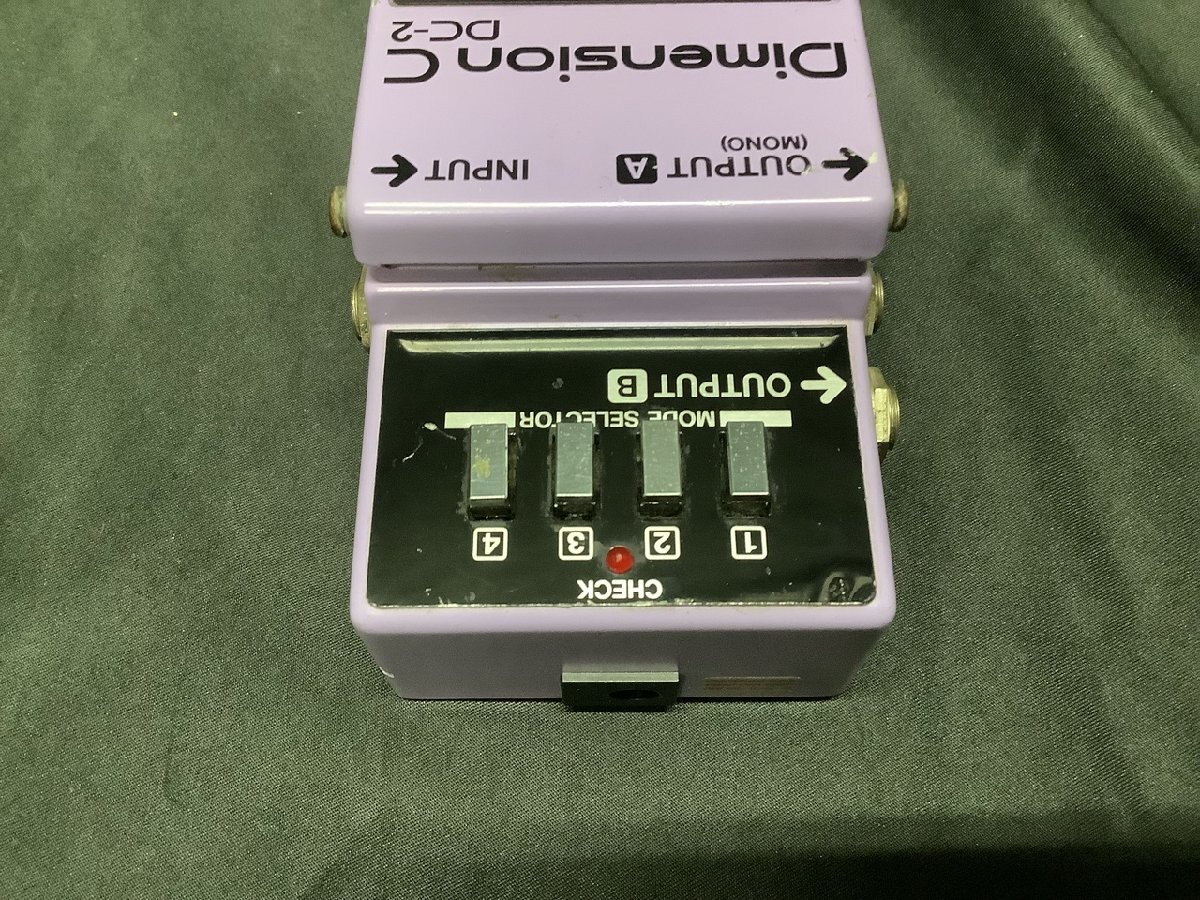 CHECK
1 2 3 4
MODE SELECTOR
← OUTPUT B
← OUTPUT A INPUT ←
(MONO)
Dimension C
DC-2